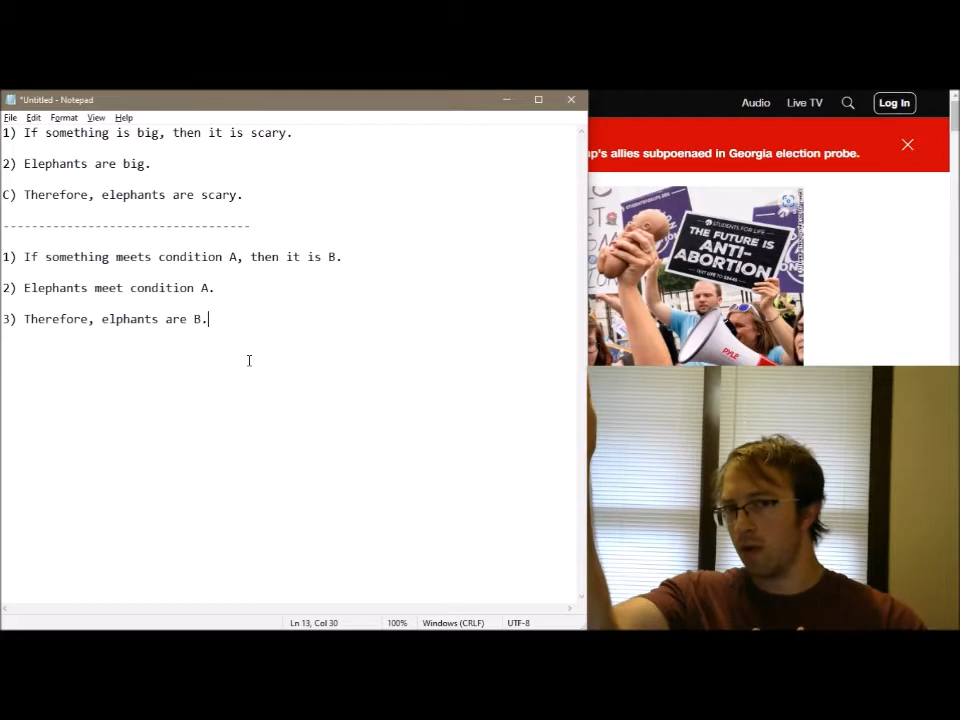 *Untitled - Notepad
File Edit Format View Help
1) If something is big, then it is scary.
2) Elephants are big.
C) Therefore, elephants are scary.
-----------------------------------
1) If something meets condition A, then it is B.
2) Elephants meet condition A.
3) Therefore, elphants are B.
Ln 13, Col 30 100% Windows (CRLF) UTF-8
Audio Live TV Log In
up's allies subpoenaed in Georgia election probe.
STUDENTS FOR LIFE
THE FUTURE IS
ANTI-
ABORTION
PYLE